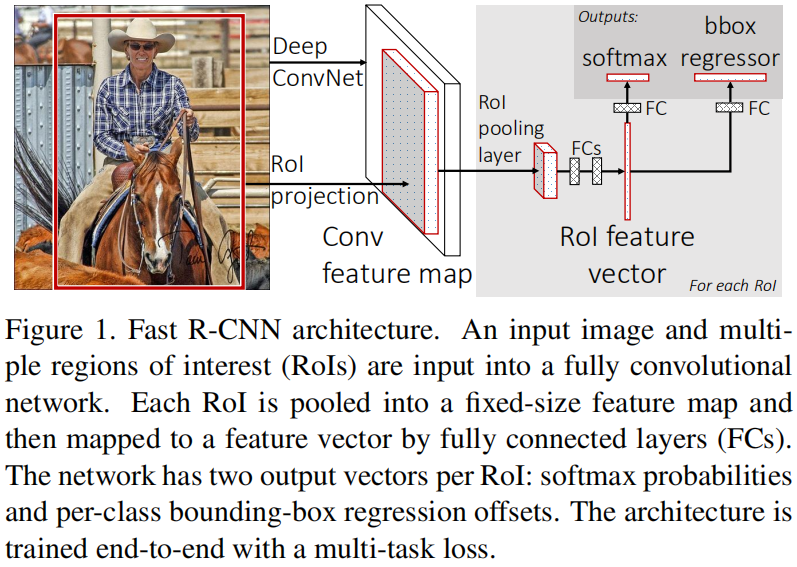 Outputs:
bbox
softmax regressor
Deep
ConvNet
RoI
pooling
layer
FC
FC
FCs
RoI
projection
Conv
feature map
RoI feature
vector
For each RoI
Figure 1. Fast R-CNN architecture. An input image and multi-
ple regions of interest (RoIs) are input into a fully convolutional
network. Each RoI is pooled into a fixed-size feature map and
then mapped to a feature vector by fully connected layers (FCs).
The network has two output vectors per RoI: softmax probabilities
and per-class bounding-box regression offsets. The architecture is
trained end-to-end with a multi-task loss.